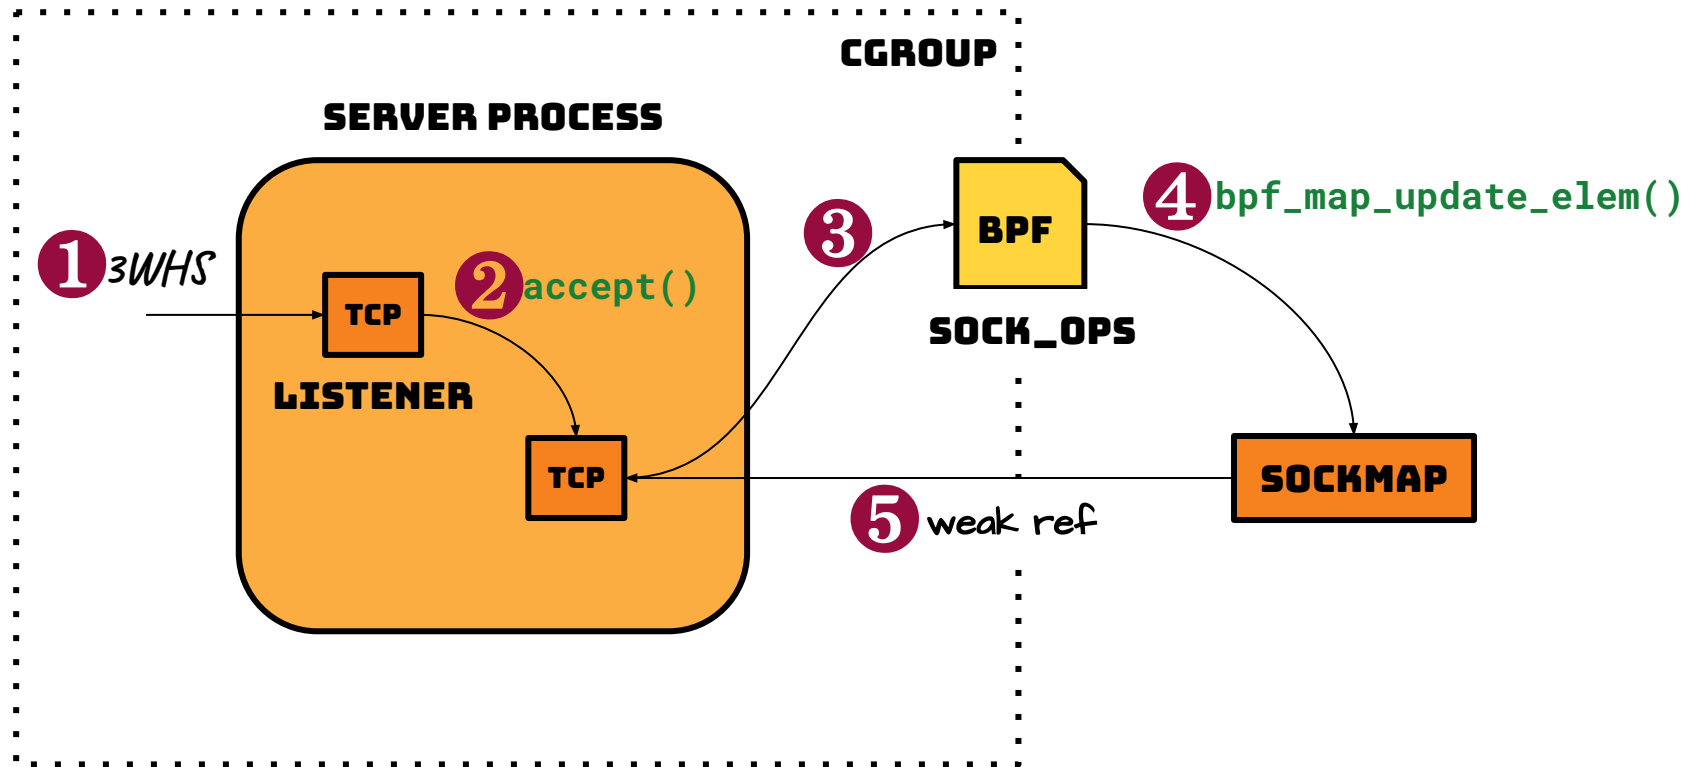 CGROUP
SERVER PROCESS
1 3WHS
TCP
LISTENER
2 accept()
TCP
3
BPF
SOCK_OPS
4 bpf_map_update_elem()
SOCKMAP
5 weak ref